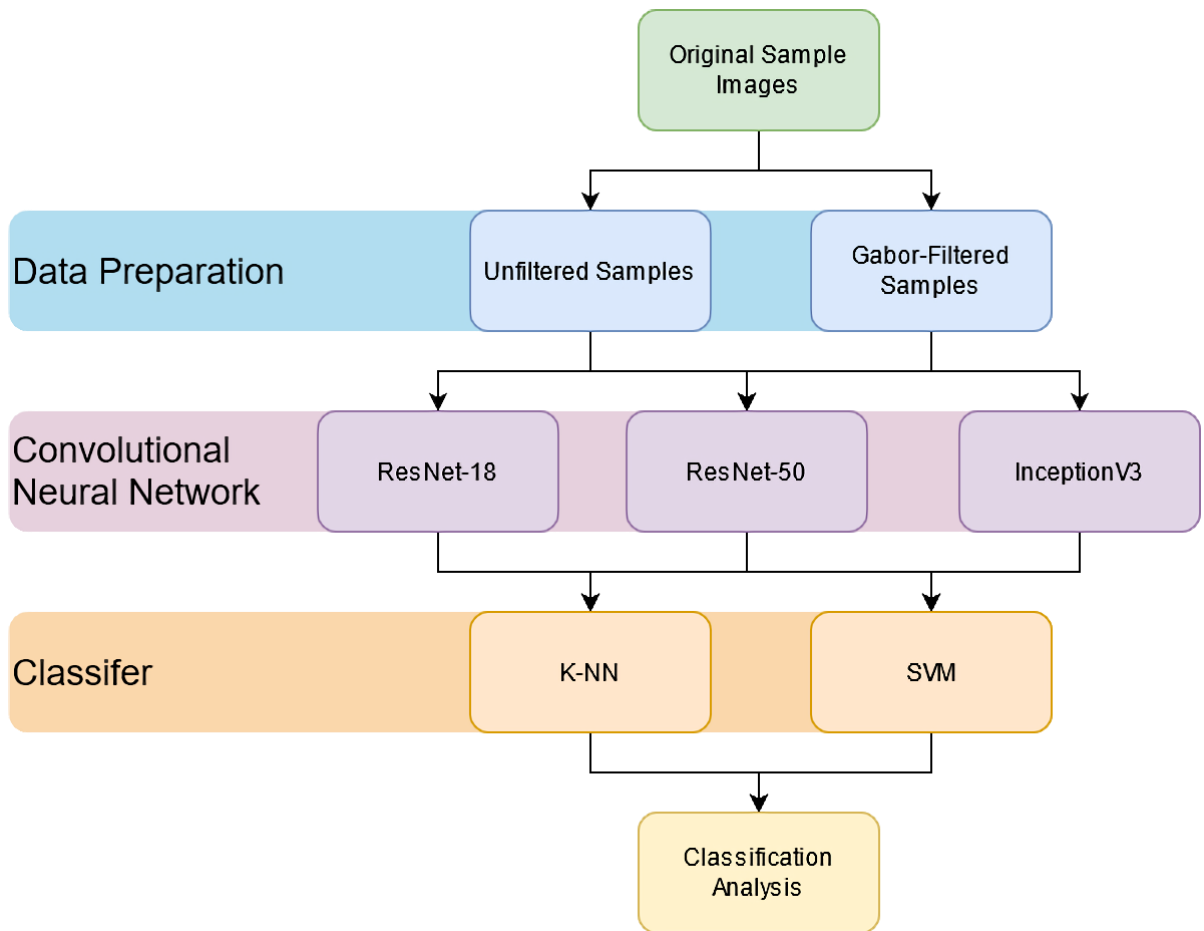 Original Sample
Images
Data Preparation
Unfiltered Samples
Gabor-Filtered
Samples
Convolutional
Neural Network
ResNet-18
ResNet-50
InceptionV3
Classifer
K-NN
SVM
Classification
Analysis